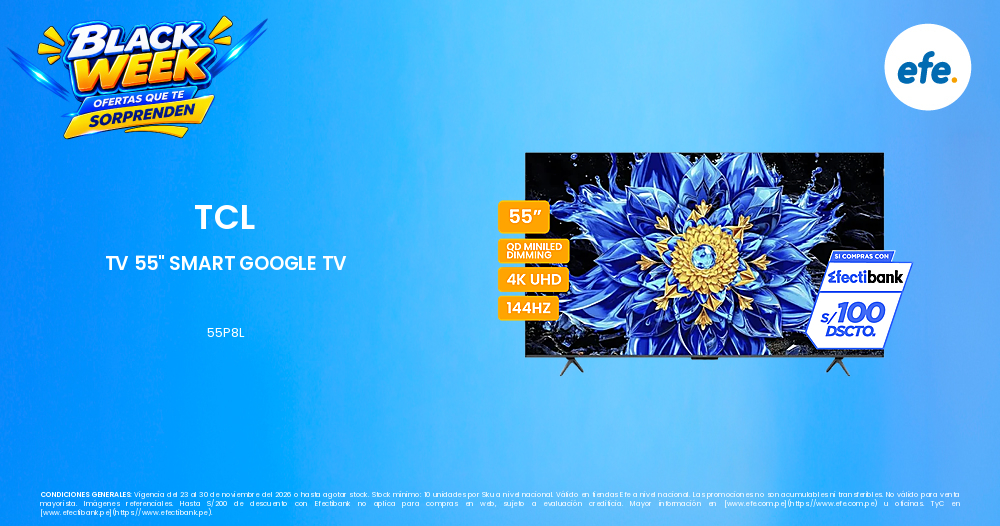 BLACK
WEEK
OFERTAS QUE TE
SORPRENDEN
efe.
TCL
TV 55" SMART GOOGLE TV
55P8L
55”
QD MINILED
DIMMING
4K UHD
144HZ
SI COMPRAS CON
Efectibank
S/100
DSCTO.
CONDICIONES GENERALES: Vigencia del 23 al 30 de noviembre del 2026 o hasta agotar stock. Stock mínimo: 10 unidades por Sku a nivel nacional. Válido en tiendas Efe a nivel nacional. Las promociones no son acumulables ni transferibles. No válido para venta
mayorista. Imágenes referenciales. Hasta S/200 de descuento con Efectibank no aplica para compras en web, sujeto a evaluación crediticia. Mayor información en [www.efe.com.pe](https://www.efe.com.pe) u oficinas. TyC en
[www.efectibank.pe](https://www.efectibank.pe).